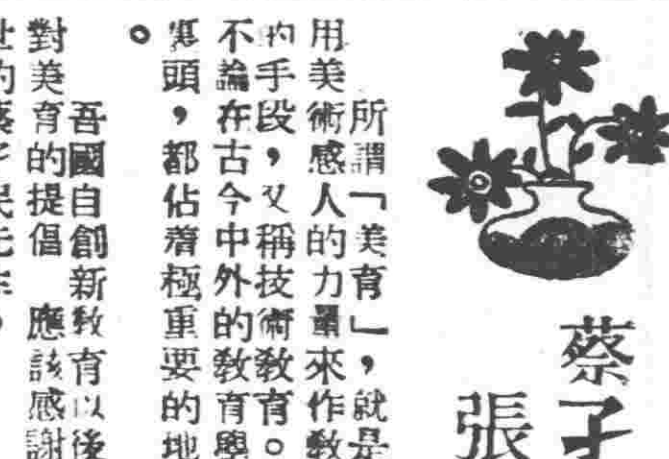 蔡孑
張
所謂「美育」，就是
用美術感人的力量來作教
的手段，又稱技術教育。
不論在古今中外的教育學
頭，都佔着極重要的地
。
吾國自創新教育以後
對美育的提倡　應該感謝